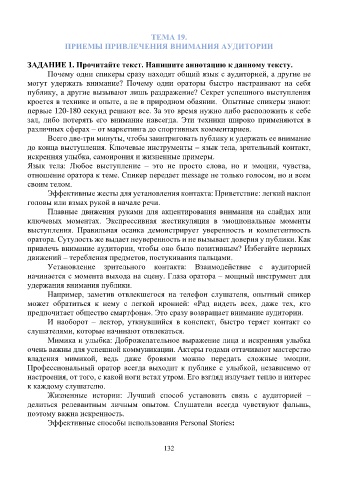 ТЕМА 19.
ПРИЕМЫ ПРИВЛЕЧЕНИЯ ВНИМАНИЯ АУДИТОРИИ
ЗАДАНИЕ 1. Прочитайте текст. Напишите аннотацию к данному тексту.
Почему одни спикеры сразу находят общий язык с аудиторией, а другие не
могут удержать внимание? Почему одни ораторы быстро настраивают на себя
публику, а другие вызывают лишь раздражение? Секрет успешного выступления
кроется в технике и опыте, а не в природном обаянии. Опытные спикеры знают:
первые 120-180 секунд решают все. За это время нужно либо расположить к себе
зал, либо потерять его внимание навсегда. Эти техники широко применяются в
различных сферах – от маркетинга до спортивных комментариев.
Всего две-три минуты, чтобы заинтриговать публику и удержать ее внимание
до конца выступления. Ключевые инструменты – язык тела, зрительный контакт,
искренняя улыбка, самоирония и жизненные примеры.
Язык тела: Любое выступление – это не просто слова, но и эмоции, чувства,
отношение оратора к теме. Спикер передает message не только голосом, но и всем
своим телом.
Эффективные жесты для установления контакта: Приветствие: легкий наклон
головы или взмах рукой в начале речи.
Плавные движения руками для акцентирования внимания на слайдах или
ключевых моментах. Экспрессивная жестикуляция в эмоциональные моменты
выступления. Правильная осанка демонстрирует уверенность и компетентность
оратора. Сутулость же выдает неуверенность и не вызывает доверия у публики. Как
привлечь внимание аудитории, чтобы оно было позитивным? Избегайте нервных
движений – теребления предметов, постукивания пальцами.
Установление зрительного контакта: Взаимодействие с аудиторией
начинается с момента выхода на сцену. Глаза оратора – мощный инструмент для
удержания внимания публики.
Например, заметив отвлекшегося на телефон слушателя, опытный спикер
может обратиться к нему с легкой иронией: «Рад видеть всех, даже тех, кто
предпочитает общество смартфона». Это сразу возвращает внимание аудитории.
И наоборот – лектор, уткнувшийся в конспект, быстро теряет контакт со
слушателями, которые начинают отвлекаться.
Мимика и улыбка: Доброжелательное выражение лица и искренняя улыбка
очень важны для успешной коммуникации. Актеры годами оттачивают мастерство
владения мимикой, ведь даже бровями можно передать сложные эмоции.
Профессиональный оратор всегда выходит к публике с улыбкой, независимо от
настроения, от того, с какой ноги встал утром. Его взгляд излучает тепло и интерес
к каждому слушателю.
Жизненные истории: Лучший способ установить связь с аудиторией –
делиться релевантным личным опытом. Слушатели всегда чувствуют фальшь,
поэтому важна искренность.
Эффективные способы использования Personal Stories:
132